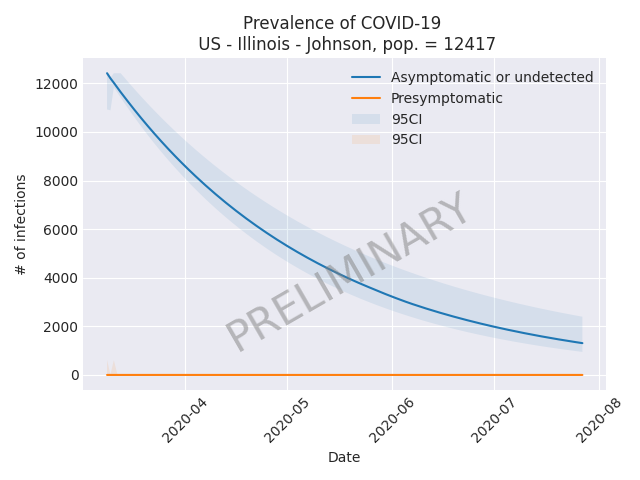 Prevalence of COVID-19
US - Illinois - Johnson, pop. = 12417
Asymptomatic or undetected
Presymptomatic
95CI
95CI
12000
10000
8000
6000
4000
2000
0
# of infections
PRELIMINARY
2020-04
2020-05
2020-06
2020-07
2020-08
Date